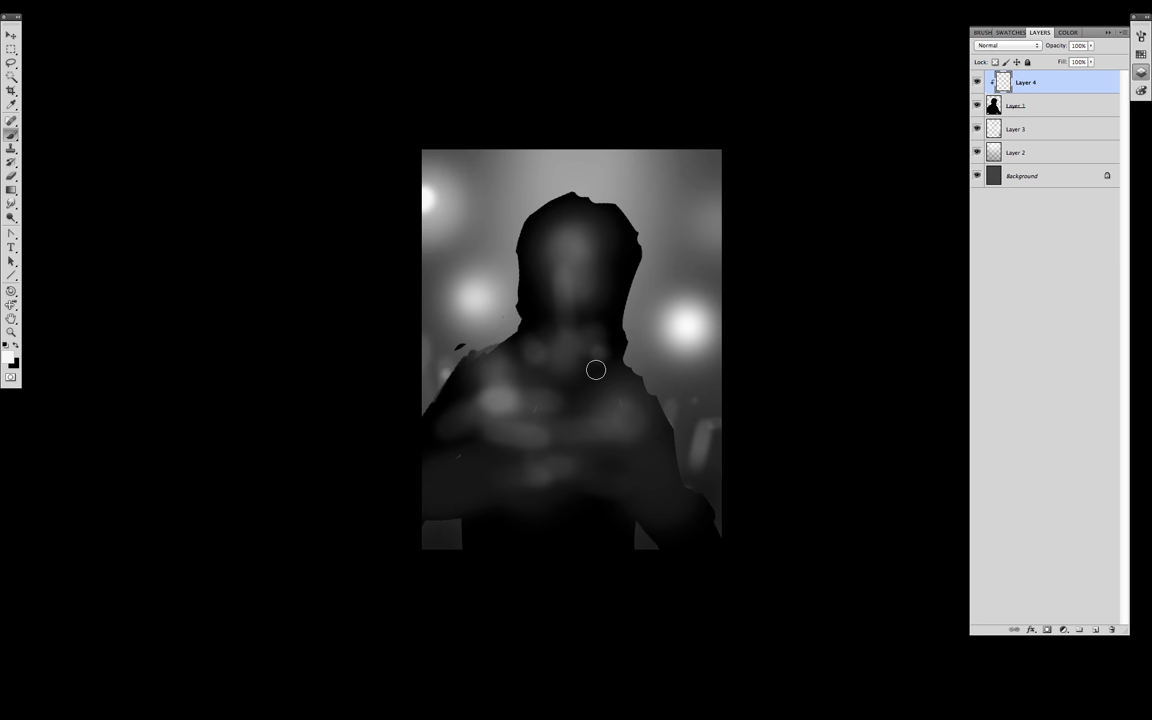 BRUSH SWATCHES LAYERS COLOR
Normal Opacity: 100%
Lock: Fill: 100%
Layer 4
Layer 1
Layer 3
Layer 2
Background